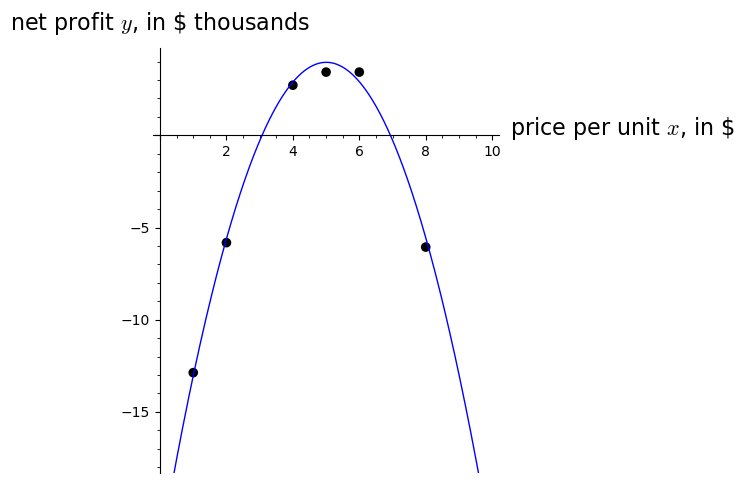 net profit y, in $ thousands
price per unit x, in $
2 4 6 8 10
−5
−10
−15